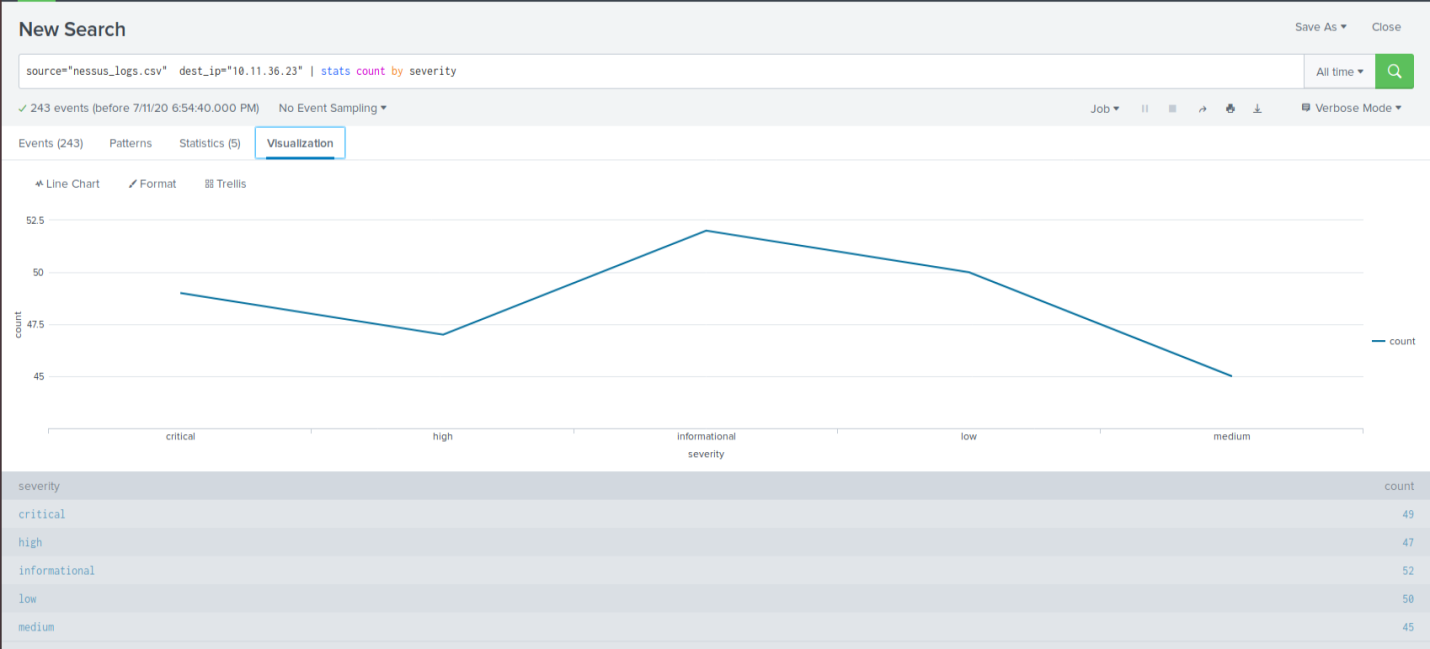 New Search
Save As Close
source="nessus_logs.csv" dest_ip="10.11.36.23" | stats count by severity
All time
243 events (before 7/11/20 6:54:40.000 PM) No Event Sampling
Job Verbose Mode
Events (243) Patterns Statistics (5) Visualization
Line Chart Format Trellis
52.5
50
47.5
45
count
count
critical high informational low medium
severity
severity count
critical 49
high 47
informational 52
low 50
medium 45